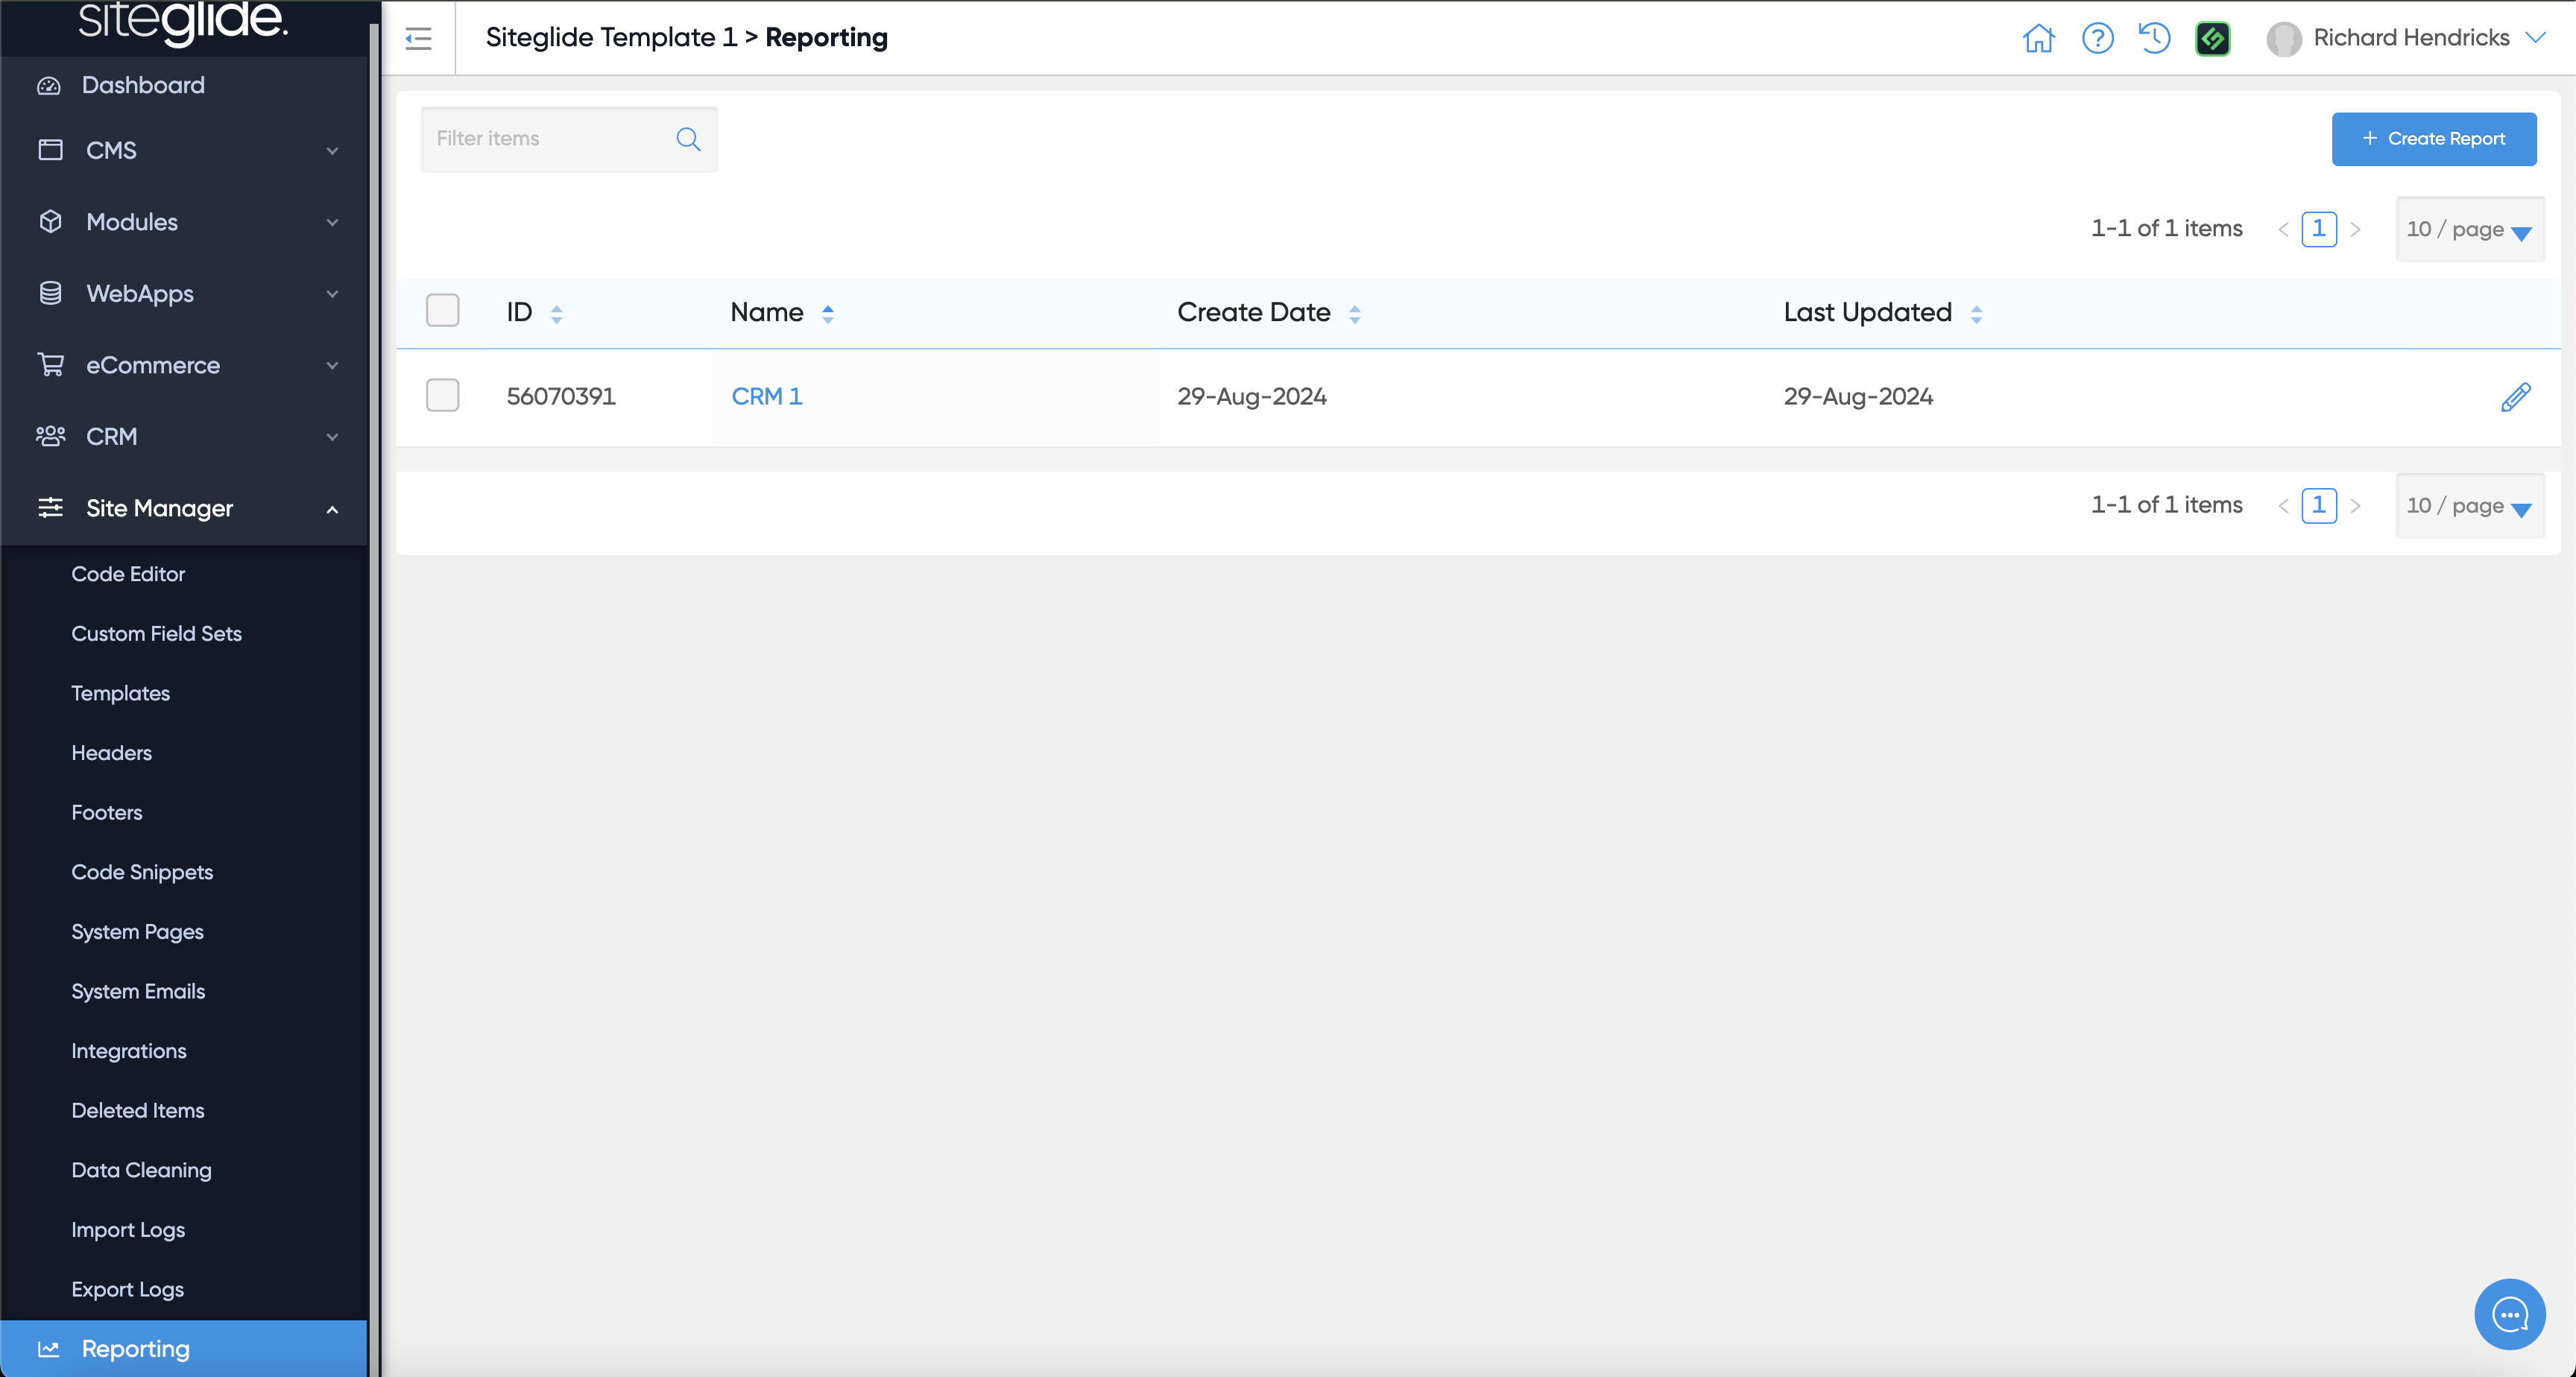 siteglide.
Siteglide Template 1 > Reporting
Richard Hendricks
Dashboard
CMS
Modules
WebApps
eCommerce
CRM
Site Manager
Code Editor
Custom Field Sets
Templates
Headers
Footers
Code Snippets
System Pages
System Emails
Integrations
Deleted Items
Data Cleaning
Import Logs
Export Logs
Reporting
Filter items
+ Create Report
1-1 of 1 items < 1 > 10 / page
ID Name Create Date Last Updated
56070391 CRM 1 29-Aug-2024 29-Aug-2024
1-1 of 1 items < 1 > 10 / page